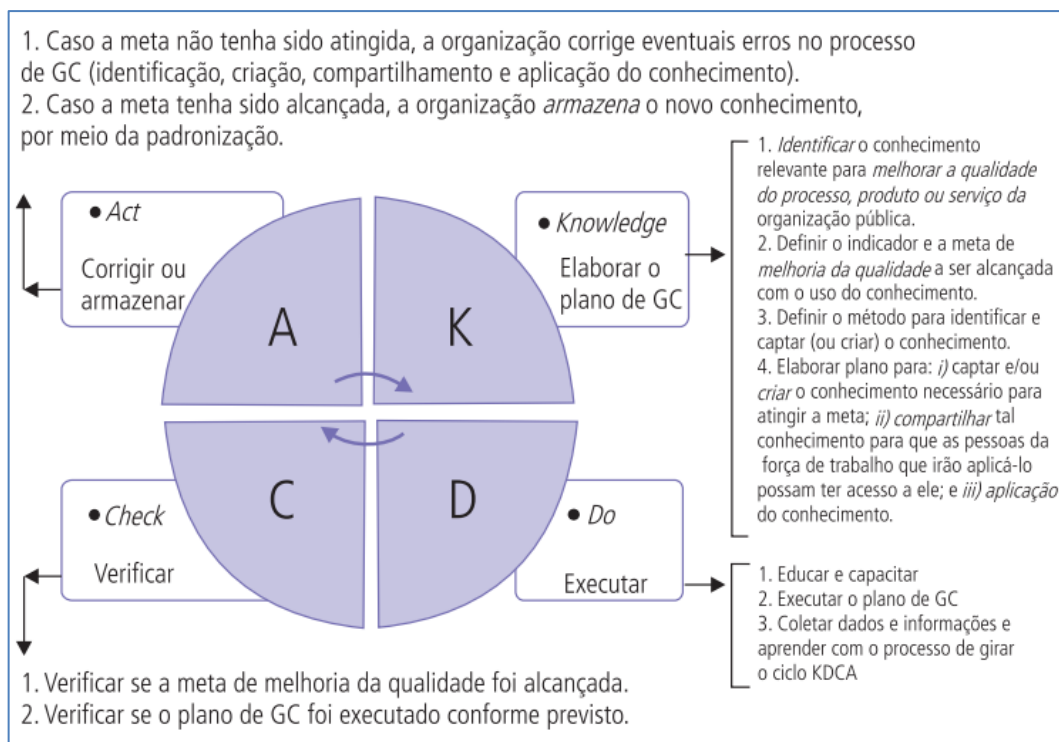 1. Caso a meta não tenha sido atingida, a organização corrige eventuais erros no processo
de GC (identificação, criação, compartilhamento e aplicação do conhecimento).
2. Caso a meta tenha sido alcançada, a organização armazena o novo conhecimento,
por meio da padronização.
• Act
Corrigir ou
armazenar
A
K
• Knowledge
Elaborar o
plano de GC
1. Identificar o conhecimento
relevante para melhorar a qualidade
do processo, produto ou serviço da
organização pública.
2. Definir o indicador e a meta de
melhoria da qualidade a ser alcançada
com o uso do conhecimento.
3. Definir o método para identificar e
captar (ou criar) o conhecimento.
4. Elaborar plano para: i) captar e/ou
criar o conhecimento necessário para
atingir a meta; ii) compartilhar tal
conhecimento para que as pessoas da
força de trabalho que irão aplicá-lo
possam ter acesso a ele; e iii) aplicação
do conhecimento.
• Check
Verificar
C
D
• Do
Executar
1. Educar e capacitar
2. Executar o plano de GC
3. Coletar dados e informações e
aprender com o processo de girar
o ciclo KDCA
1. Verificar se a meta de melhoria da qualidade foi alcançada.
2. Verificar se o plano de GC foi executado conforme previsto.